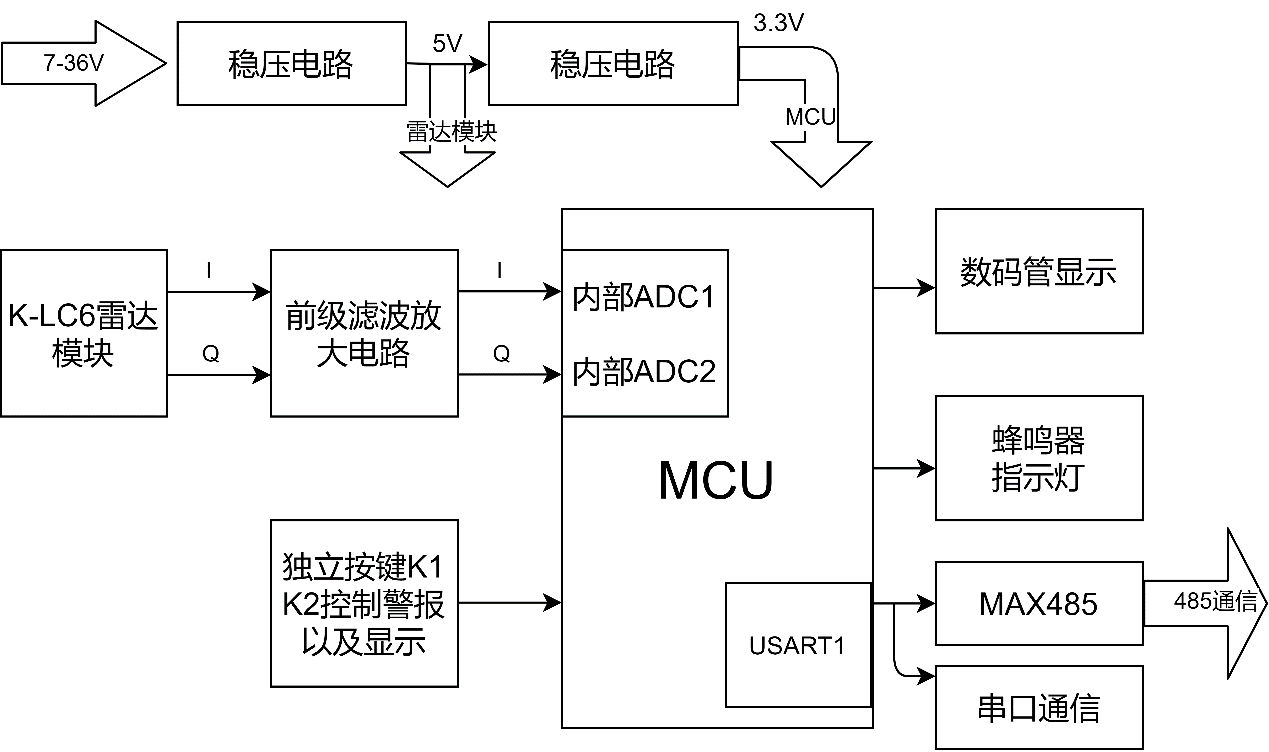 7-36V
稳压电路
5V
稳压电路
3.3V
雷达模块
MCU
K-LC6雷达
模块
I
Q
前级滤波放
大电路
I
Q
内部ADC1
内部ADC2
MCU
数码管显示
蜂鸣器
指示灯
独立按键K1
K2控制警报
以及显示
USART1
MAX485
485通信
串口通信